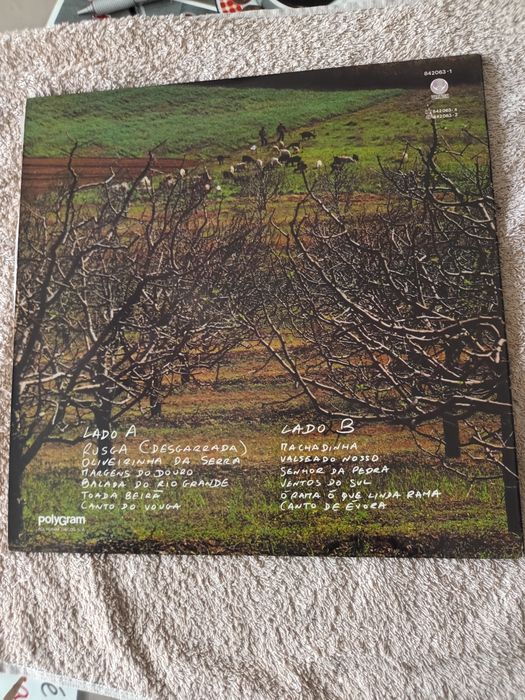 842063-1
842063-4
842063-2
LADO A
RUSGA (DESGARRADA)
OLIVEIRINHA DA SERRA
MARGENS DO DOURO
BALADA DO RIO GRANDE
TOADA BEIRÃ
CANTO DO VOUGA
LADO B
MACHADINHA
VALSEADO NOSSO
SENHOR DA PEDRA
VENTOS DO SUL
Ó RAMA Ó QUE LINDA RAMA
CANTO DE ÉVORA
polygram